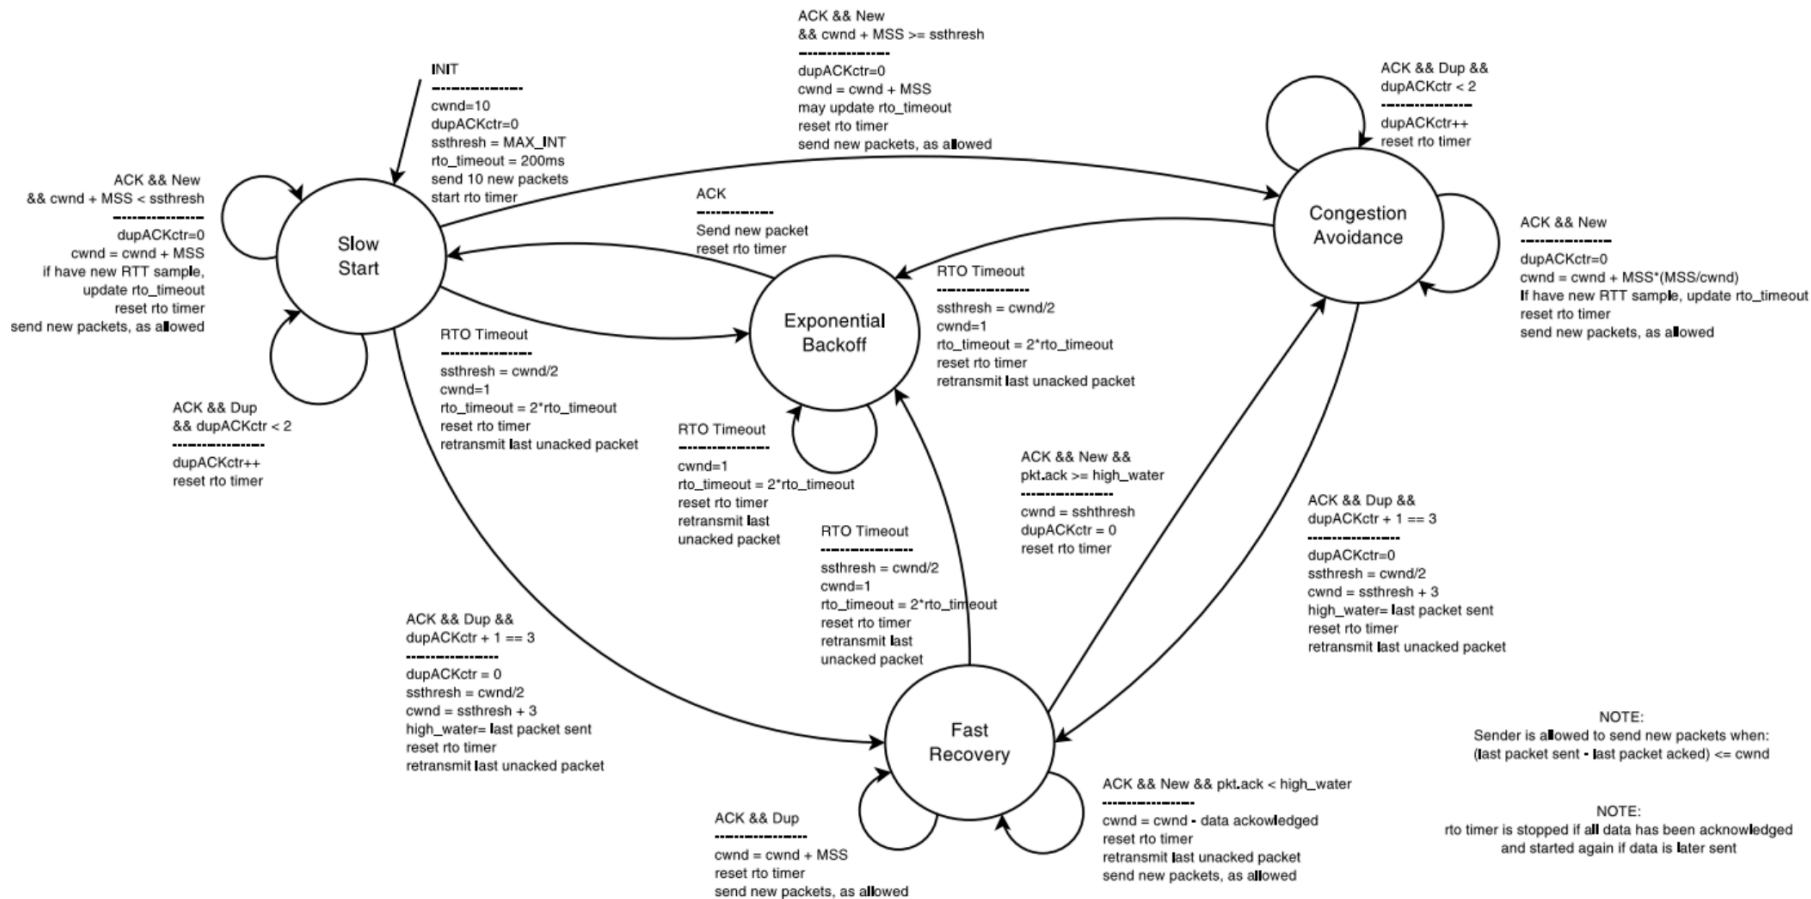 INIT
-------------------
cwnd=10
dupACKctr=0
ssthresh = MAX_INT
rto_timeout = 200ms
send 10 new packets
start rto timer
ACK && New
&& cwnd + MSS >= ssthresh
-------------------
dupACKctr=0
cwnd = cwnd + MSS
may update rto_timeout
reset rto timer
send new packets, as allowed
ACK && Dup &&
dupACKctr < 2
-------------------
dupACKctr++
reset rto timer
ACK && New
&& cwnd + MSS < ssthresh
-------------------
dupACKctr=0
cwnd = cwnd + MSS
if have new RTT sample,
update rto_timeout
reset rto timer
send new packets, as allowed
Slow
Start
ACK
----------------
Send new packet
reset rto timer
Congestion
Avoidance
ACK && New
-------------------
dupACKctr=0
cwnd = cwnd + MSS*(MSS/cwnd)
If have new RTT sample, update rto_timeout
reset rto timer
send new packets, as allowed
Exponential
Backoff
RTO Timeout
-------------------
ssthresh = cwnd/2
cwnd=1
rto_timeout = 2*rto_timeout
reset rto timer
retransmit last unacked packet
RTO Timeout
-------------------
ssthresh = cwnd/2
cwnd=1
rto_timeout = 2*rto_timeout
reset rto timer
retransmit last unacked packet
ACK && Dup
&& dupACKctr < 2
-------------------
dupACKctr++
reset rto timer
RTO Timeout
-------------------
cwnd=1
rto_timeout = 2*rto_timeout
reset rto timer
retransmit last
unacked packet
ACK && New &&
pkt.ack >= high_water
-------------------
cwnd = sshthresh
dupACKctr = 0
reset rto timer
RTO Timeout
-------------------
ssthresh = cwnd/2
cwnd=1
rto_timeout = 2*rto_timeout
reset rto timer
retransmit last
unacked packet
ACK && Dup &&
dupACKctr + 1 == 3
-------------------
dupACKctr=0
ssthresh = cwnd/2
cwnd = ssthresh + 3
high_water= last packet sent
reset rto timer
retransmit last unacked packet
ACK && Dup &&
dupACKctr + 1 == 3
-------------------
dupACKctr = 0
ssthresh = cwnd/2
cwnd = ssthresh + 3
high_water= last packet sent
reset rto timer
retransmit last unacked packet
Fast
Recovery
ACK && Dup
-------------------
cwnd = cwnd + MSS
reset rto timer
send new packets, as allowed
ACK && New && pkt.ack < high_water
-------------------
cwnd = cwnd - data ackowledged
reset rto timer
retransmit last unacked packet
send new packets, as allowed
NOTE:
Sender is allowed to send new packets when:
(last packet sent - last packet acked) <= cwnd
NOTE:
rto timer is stopped if all data has been acknowledged
and started again if data is later sent